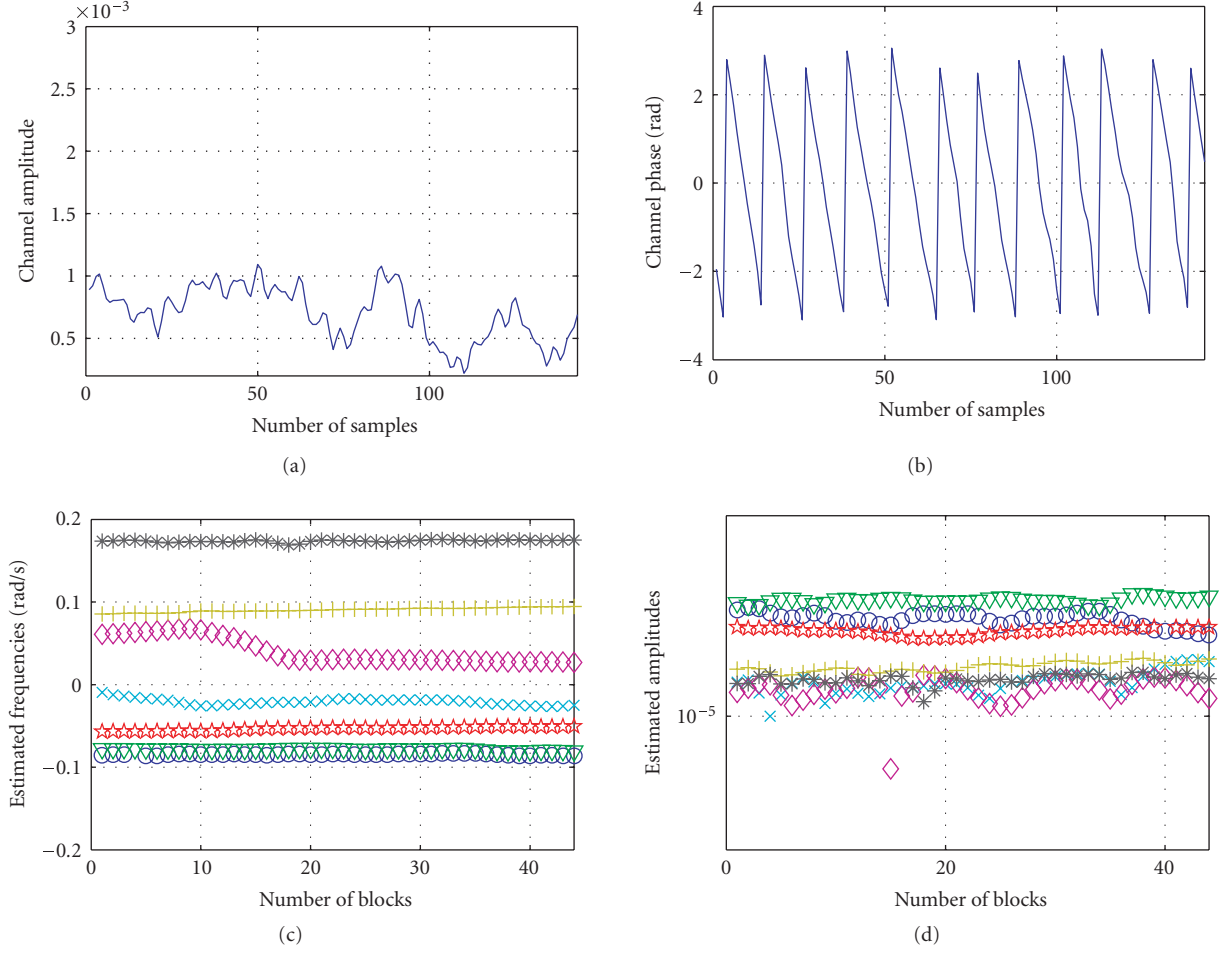 ×10−3
3
2.5
2
1.5
1
0.5
0
50
100
Channel amplitude
Number of samples
(a)
4
2
0
−2
−4
0
50
100
Channel phase (rad)
Number of samples
(b)
0.2
0.1
0
−0.1
−0.2
0
10
20
30
40
Estimated frequencies (rad/s)
Number of blocks
(c)
10−5
0
20
40
Estimated amplitudes
Number of blocks
(d)